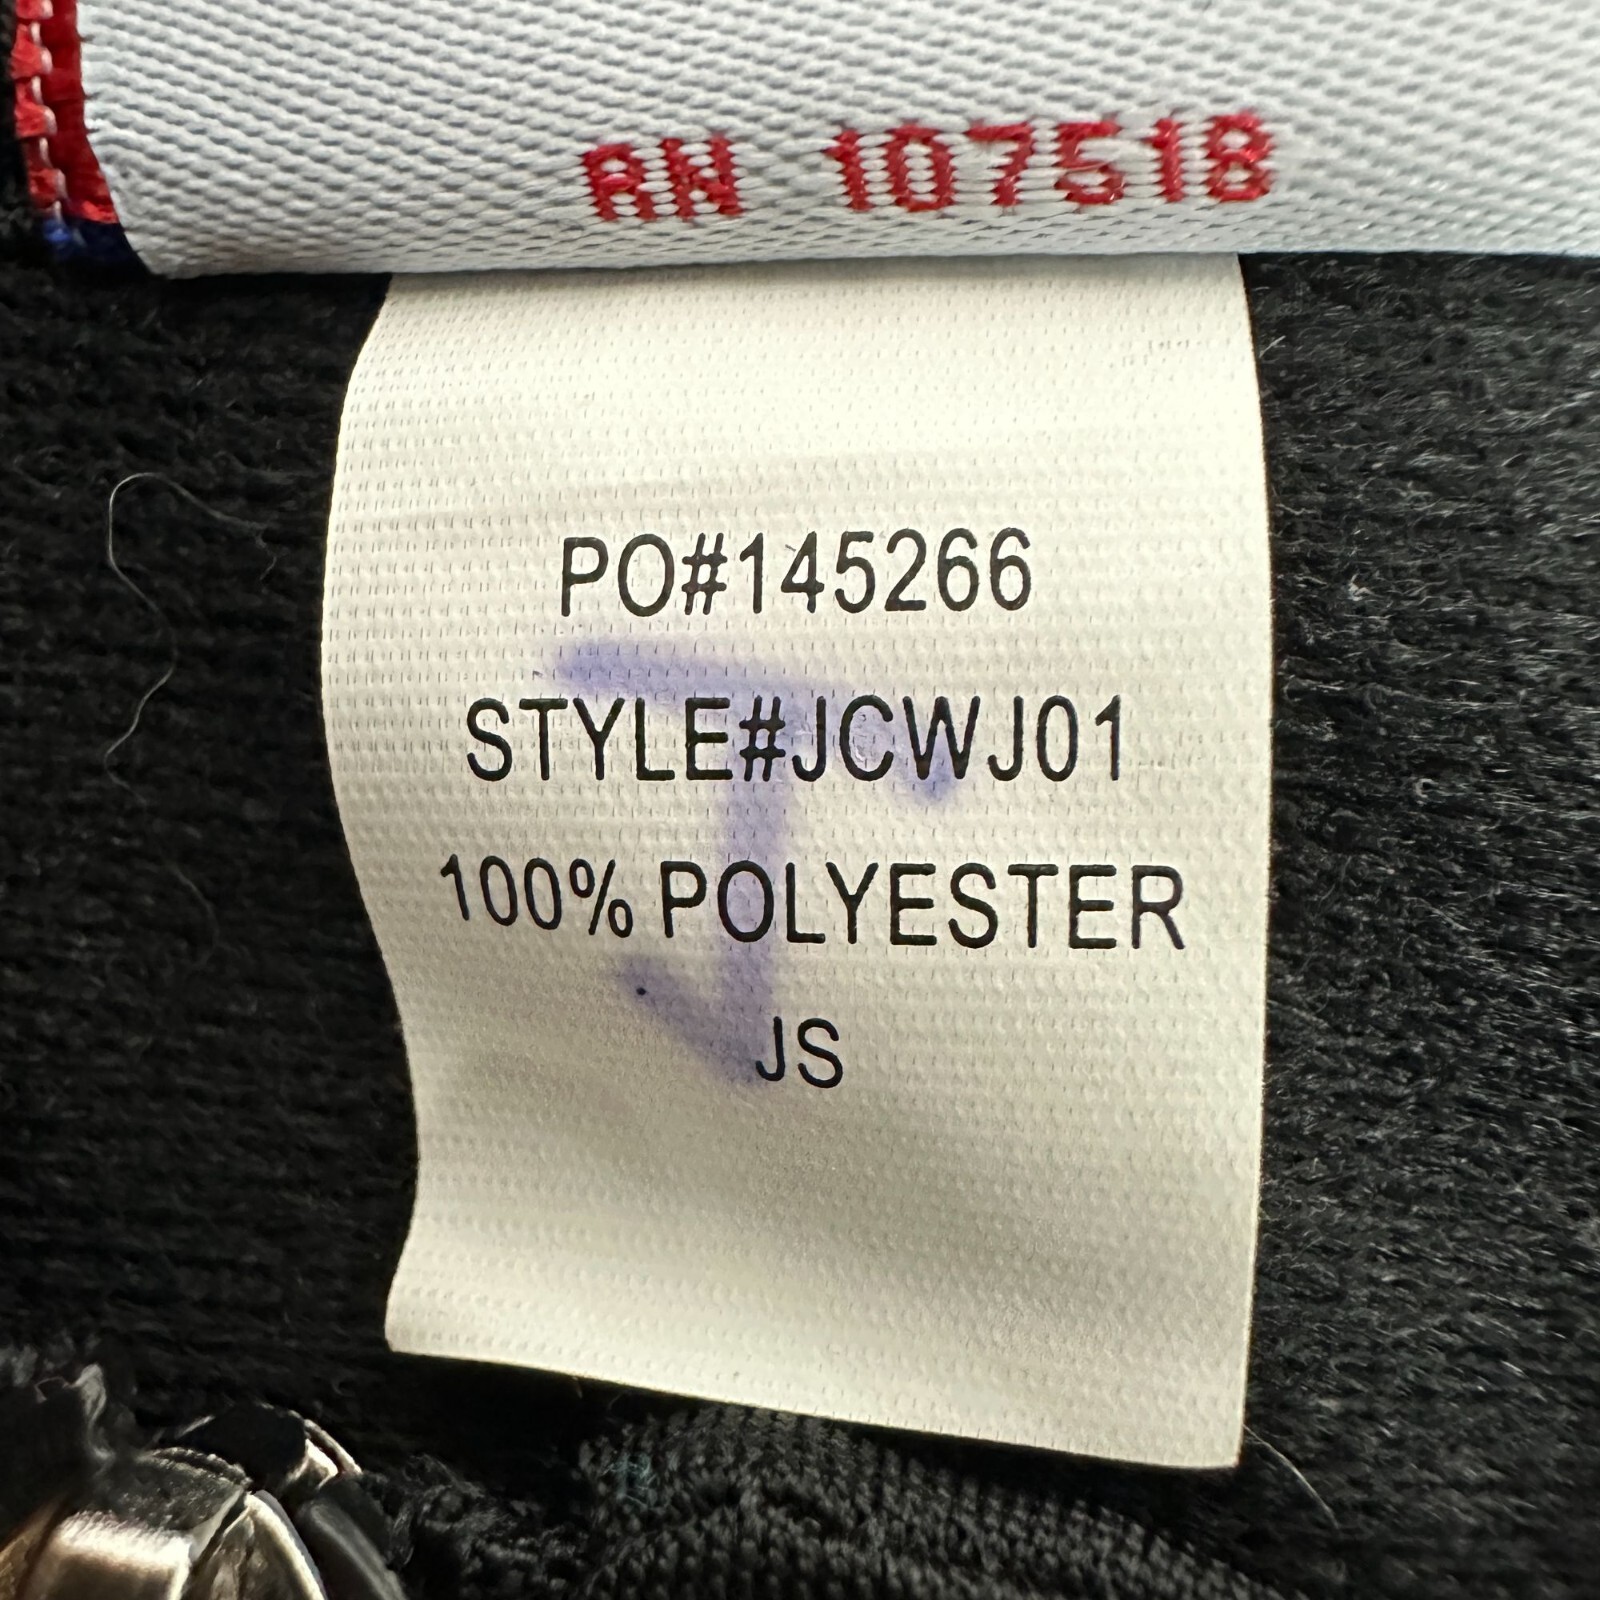 RN 107518
PO#145266
STYLE#JCWJ01
100% POLYESTER
JS